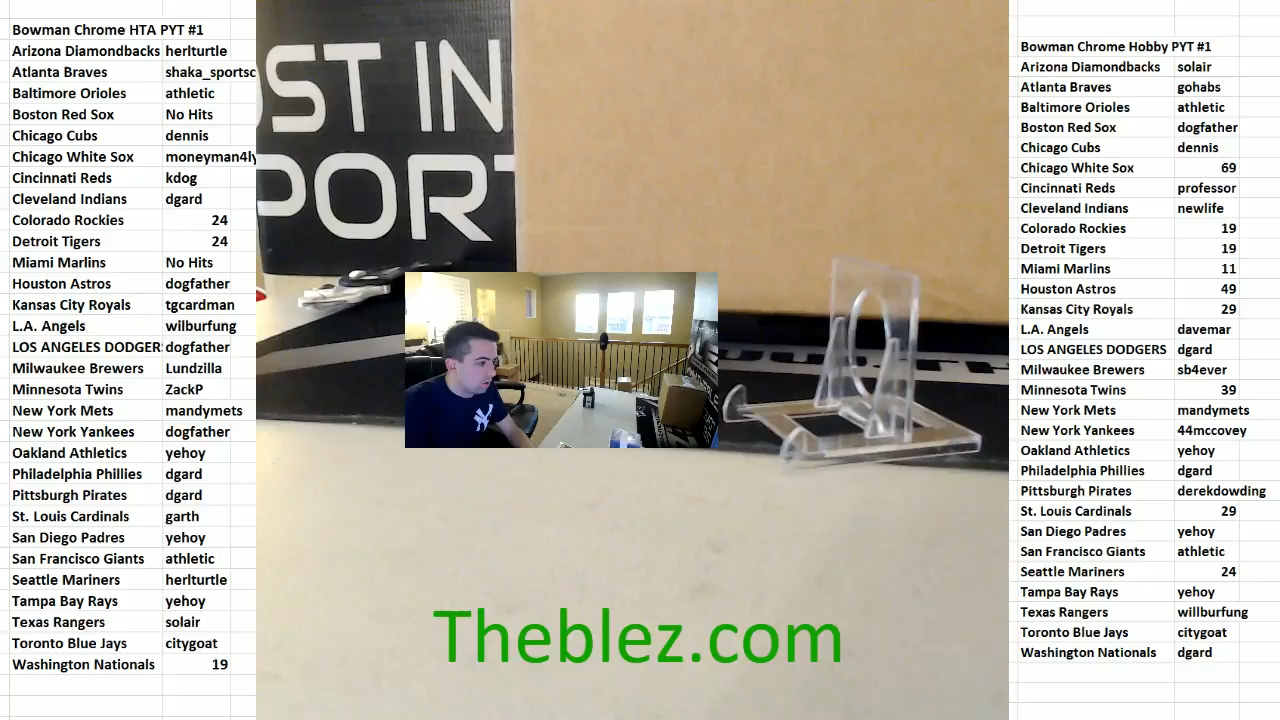 Bowman Chrome HTA PYT #1
Arizona Diamondbacks herlturtle
Atlanta Braves shaka_sportsc
Baltimore Orioles athletic
Boston Red Sox No Hits
Chicago Cubs dennis
Chicago White Sox moneyman4ly
Cincinnati Reds kdog
Cleveland Indians dgard
Colorado Rockies 24
Detroit Tigers 24
Miami Marlins No Hits
Houston Astros dogfather
Kansas City Royals tgcardman
L.A. Angels wilburfung
LOS ANGELES DODGER dogfather
Milwaukee Brewers Lundzilla
Minnesota Twins ZackP
New York Mets mandymets
New York Yankees dogfather
Oakland Athletics yehoy
Philadelphia Phillies dgard
Pittsburgh Pirates dgard
St. Louis Cardinals garth
San Diego Padres yehoy
San Francisco Giants athletic
Seattle Mariners herlturtle
Tampa Bay Rays yehoy
Texas Rangers solair
Toronto Blue Jays citygoat
Washington Nationals 19
OST IN
PORT
Theblez.com
Bowman Chrome Hobby PYT #1
Arizona Diamondbacks solair
Atlanta Braves gohabs
Baltimore Orioles athletic
Boston Red Sox dogfather
Chicago Cubs dennis
Chicago White Sox 69
Cincinnati Reds professor
Cleveland Indians newlife
Colorado Rockies 19
Detroit Tigers 19
Miami Marlins 11
Houston Astros 49
Kansas City Royals 29
L.A. Angels davemar
LOS ANGELES DODGERS dgard
Milwaukee Brewers sb4ever
Minnesota Twins 39
New York Mets mandymets
New York Yankees 44mccovey
Oakland Athletics yehoy
Philadelphia Phillies dgard
Pittsburgh Pirates derekdowding
St. Louis Cardinals 29
San Diego Padres yehoy
San Francisco Giants athletic
Seattle Mariners 24
Tampa Bay Rays yehoy
Texas Rangers willburfung
Toronto Blue Jays citygoat
Washington Nationals dgard